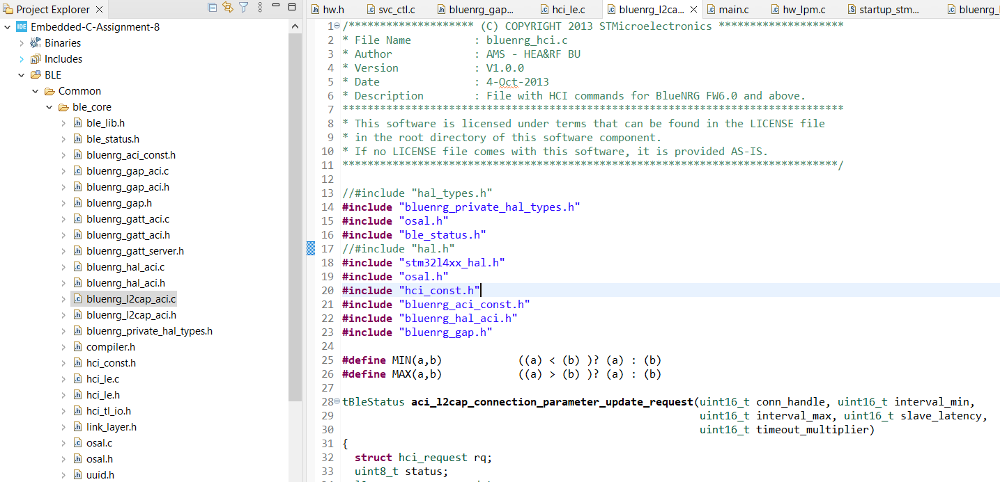 Project Explorer
Embedded-C-Assignment-8
Binaries
Includes
BLE
Common
ble_core
ble_lib.h
ble_status.h
bluenrg_aci_const.h
bluenrg_gap_aci.c
bluenrg_gap_aci.h
bluenrg_gap.h
bluenrg_gatt_aci.c
bluenrg_gatt_aci.h
bluenrg_gatt_server.h
bluenrg_hal_aci.c
bluenrg_hal_aci.h
bluenrg_l2cap_aci.c
bluenrg_l2cap_aci.h
bluenrg_private_hal_types.h
compiler.h
hci_const.h
hci_le.c
hci_le.h
hci_tl_io.h
link_layer.h
osal.c
osal.h
uuid.h
hw.h svc_ctl.c bluenrg_gap... hci_le.c bluenrg_l2ca... main.c hw_lpm.c startup_stm... bluenrg_
1 /******************** (C) COPYRIGHT 2013 STMicroelectronics ********************
2 * File Name          : bluenrg_hci.c
3 * Author             : AMS - HEA&RF BU
4 * Version            : V1.0.0
5 * Date               : 4-Oct-2013
6 * Description        : File with HCI commands for BlueNRG FW6.0 and above.
7 ********************************************************************************
8 * This software is licensed under terms that can be found in the LICENSE file
9 * in the root directory of this software component.
10 * If no LICENSE file comes with this software, it is provided AS-IS.
11 *******************************************************************************/
12
13 //#include "hal_types.h"
14 #include "bluenrg_private_hal_types.h"
15 #include "osal.h"
16 #include "ble_status.h"
17 //#include "hal.h"
18 #include "stm32l4xx_hal.h"
19 #include "osal.h"
20 #include "hci_const.h"
21 #include "bluenrg_aci_const.h"
22 #include "bluenrg_hal_aci.h"
23 #include "bluenrg_gap.h"
24
25 #define MIN(a,b)            ((a) < (b) )? (a) : (b)
26 #define MAX(a,b)            ((a) > (b) )? (a) : (b)
27
28 tBleStatus aci_l2cap_connection_parameter_update_request(uint16_t conn_handle, uint16_t interval_min,
29                                                          uint16_t interval_max, uint16_t slave_latency,
30                                                          uint16_t timeout_multiplier)
31 {
32   struct hci_request rq;
33   uint8_t status;